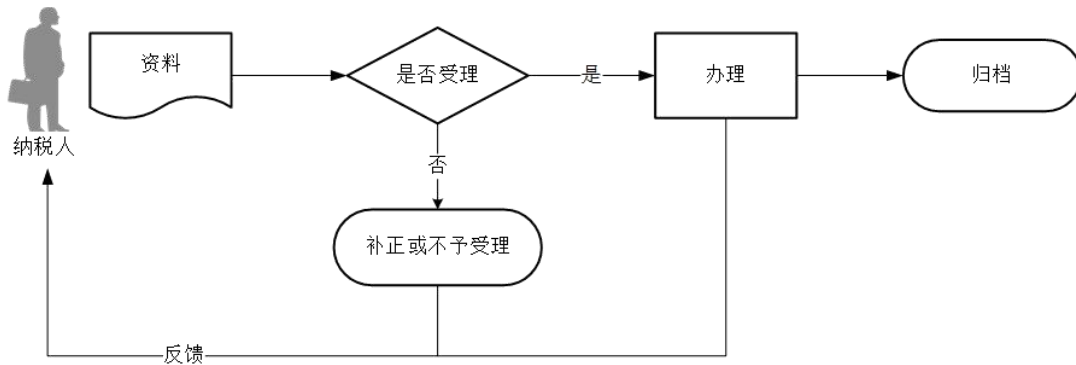 资料
是否受理
是
办理
归档
纳税人
否
补正或不予受理
反馈